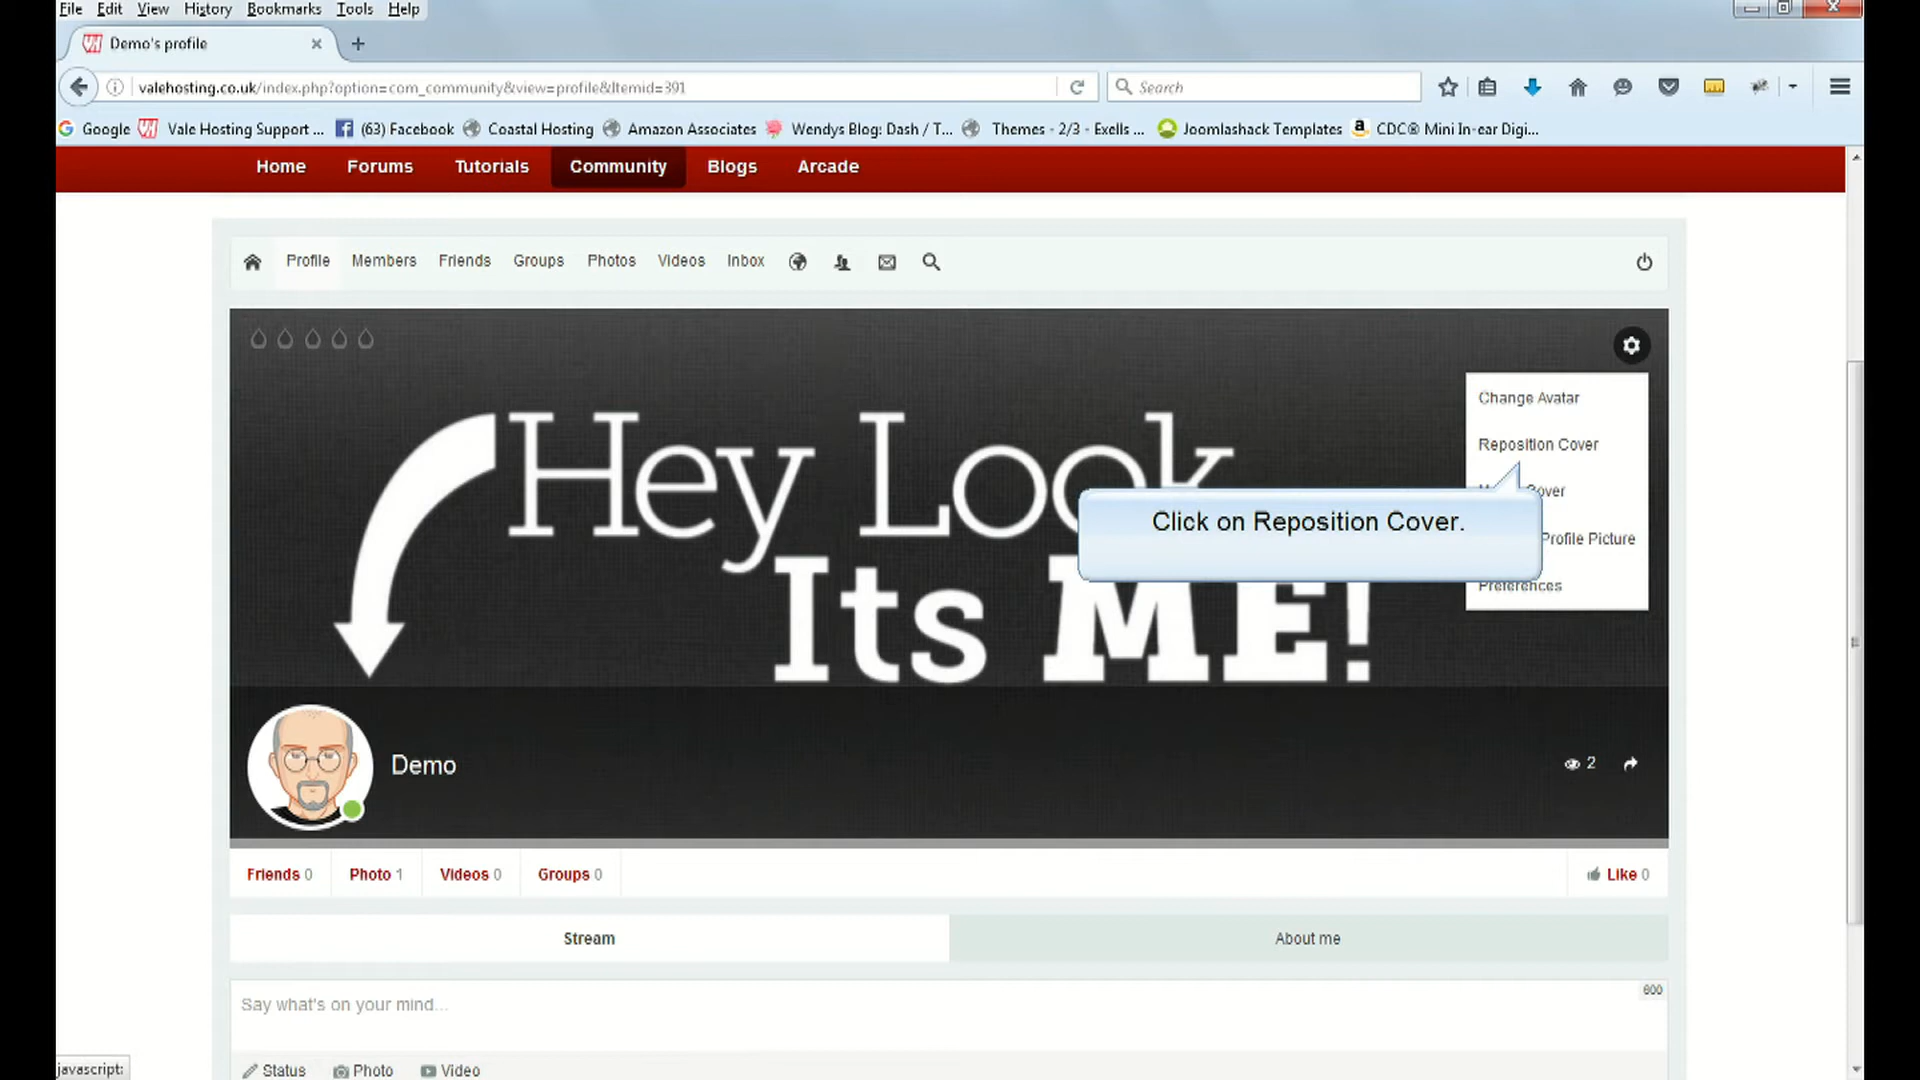 File Edit View History Bookmarks Tools Help
Demo's profile
valehosting.co.uk/index.php?option=com_community&view=profile&Itemid=391
Search
Google Vale Hosting Support ... (63) Facebook Coastal Hosting Amazon Associates Wendys Blog: Dash / T... Themes - 2/3 - Exells ... Joomlashack Templates CDC® Mini In-ear Digi...
Home Forums Tutorials Community Blogs Arcade
Profile Members Friends Groups Photos Videos Inbox
Change Avatar
Reposition Cover
Cover
Profile Picture
Preferences
Click on Reposition Cover.
Hey Look
Its ME!
Demo
2
Friends 0 Photo 1 Videos 0 Groups 0 Like 0
Stream About me
Say what's on your mind...
600
Status Photo Video
javascript: